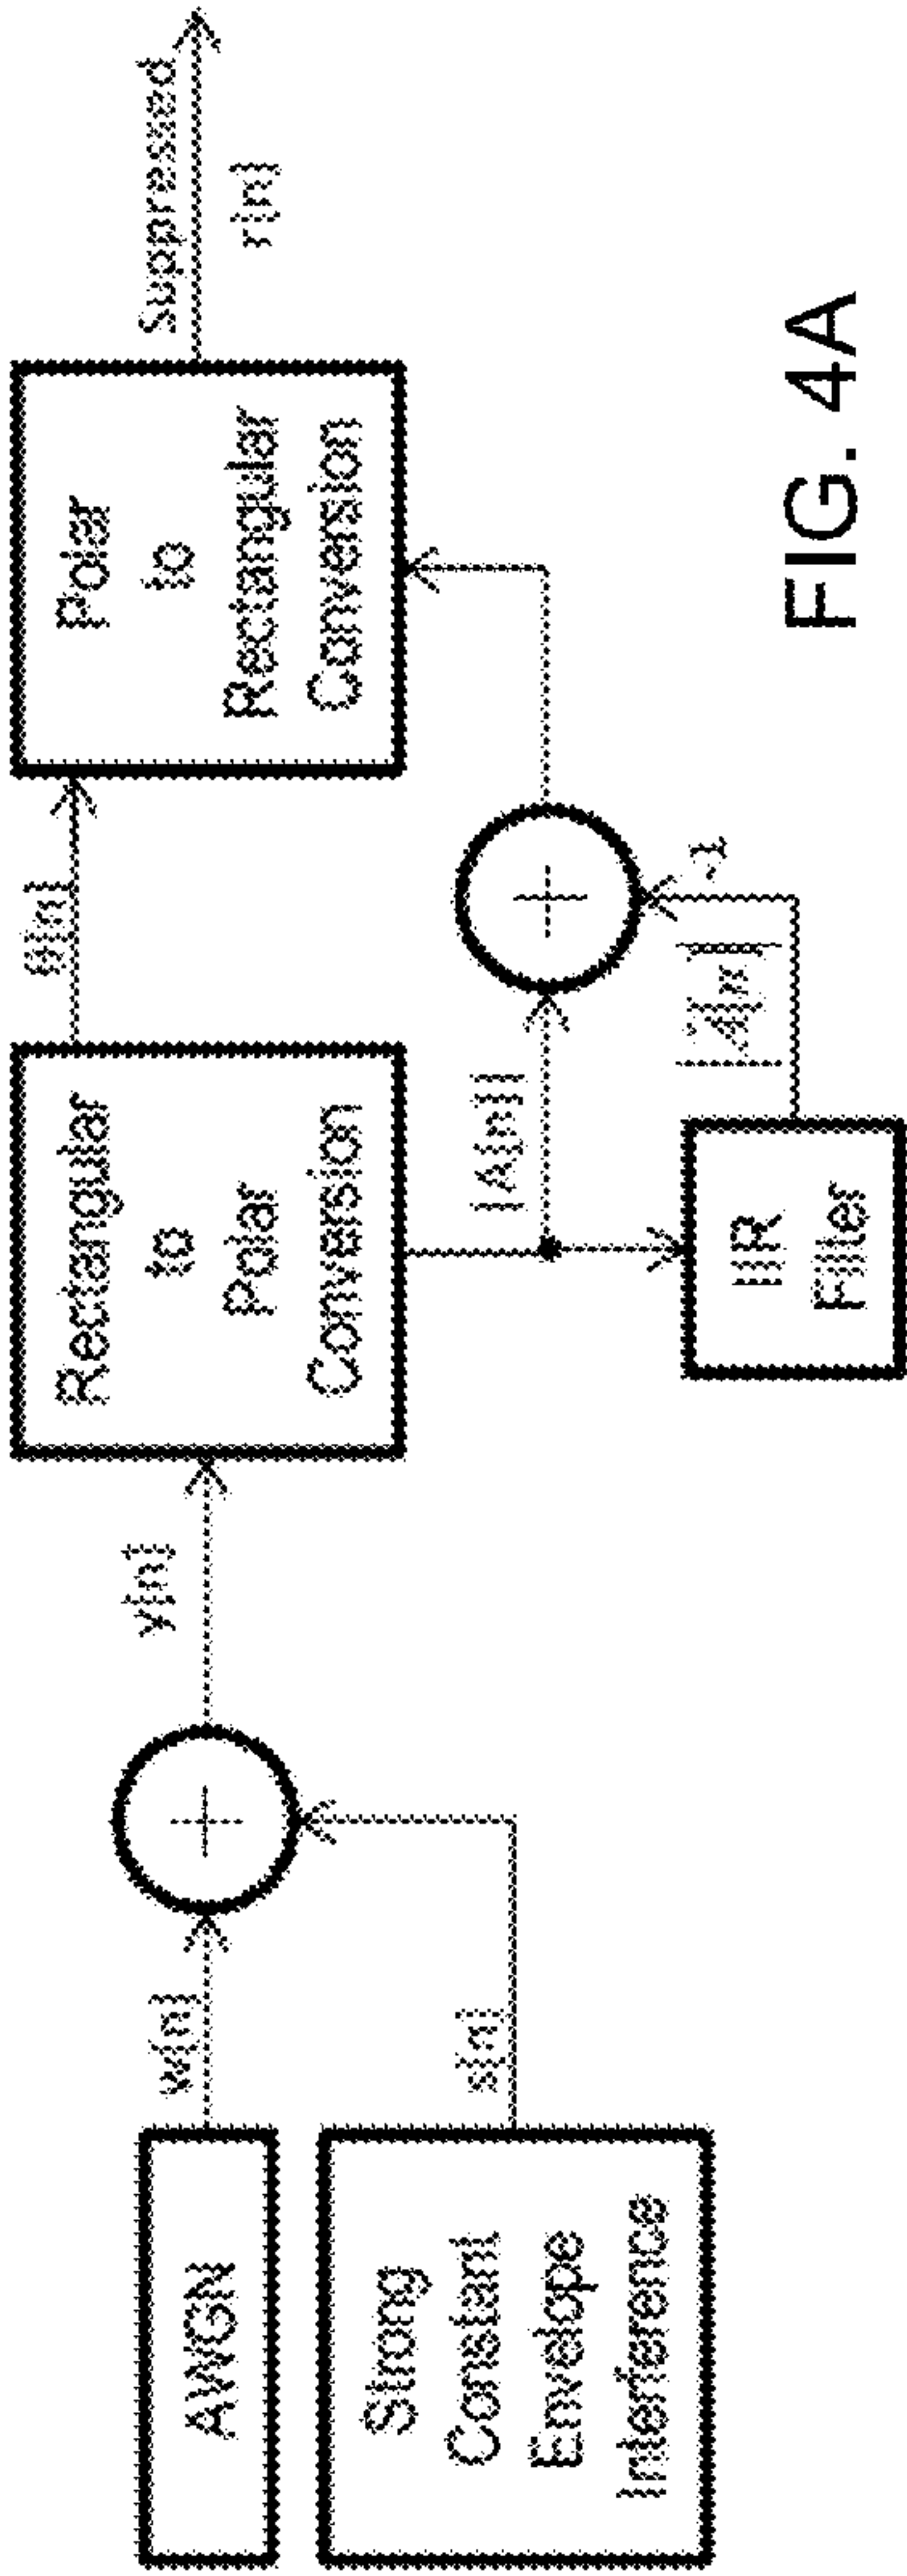 AWGN
w[n]
Strong
Constant
Envelope
Interference
s[n]
+
y[n]
Rectangular
to
Polar
Conversion
θ[n]
|A[n]|
IIR
Filter
-1
+
Polar
to
Rectangular
Conversion
Suppressed
r[n]
FIG. 4A